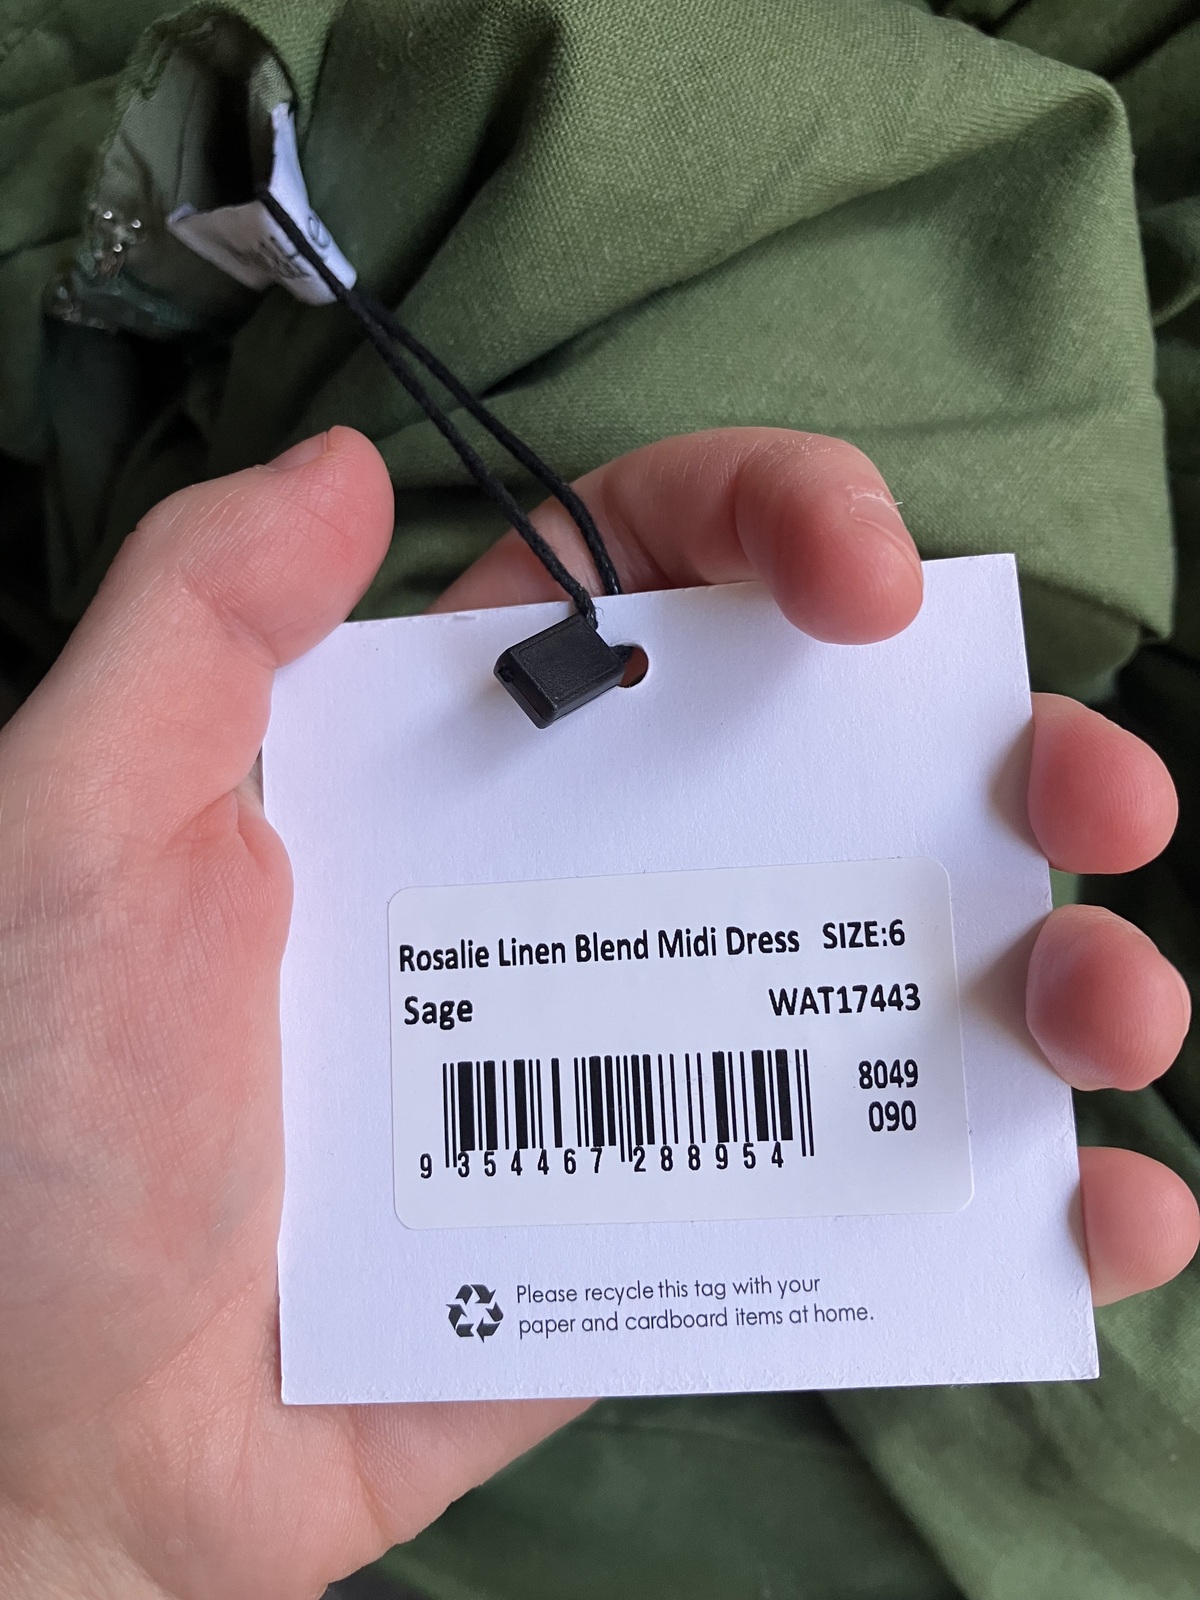 Rosalie Linen Blend Midi Dress SIZE:6
Sage WAT17443
8049
090
9 354467 288954
Please recycle this tag with your
paper and cardboard items at home.